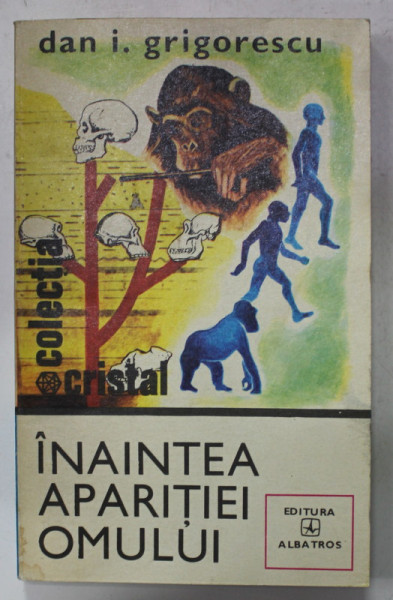 dan i. grigorescu
colecția
cristal
ÎNAINTEA
APARIȚIEI
OMULUI
EDITURA
ALBATROS